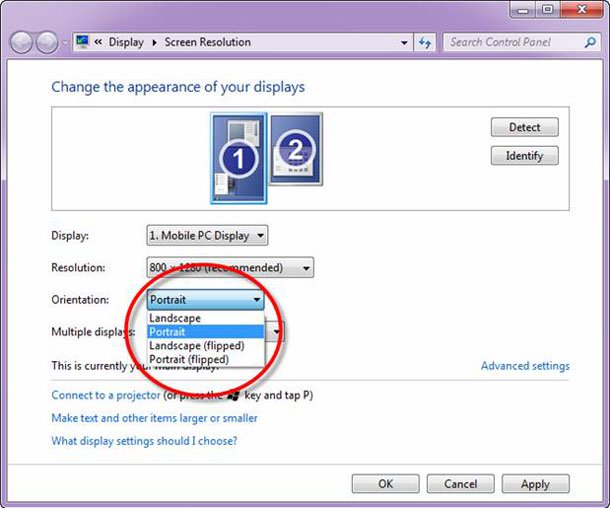 « Display ▸ Screen Resolution
Search Control Panel
Change the appearance of your displays
1
2
Detect
Identify
Display: 1. Mobile PC Display
Resolution: 800 x 1280 (recommended)
Orientation: Portrait
Landscape
Portrait
Landscape (flipped)
Portrait (flipped)
Multiple displays:
This is currently your main display.
Advanced settings
Connect to a projector (or press the key and tap P)
Make text and other items larger or smaller
What display settings should I choose?
OK
Cancel
Apply